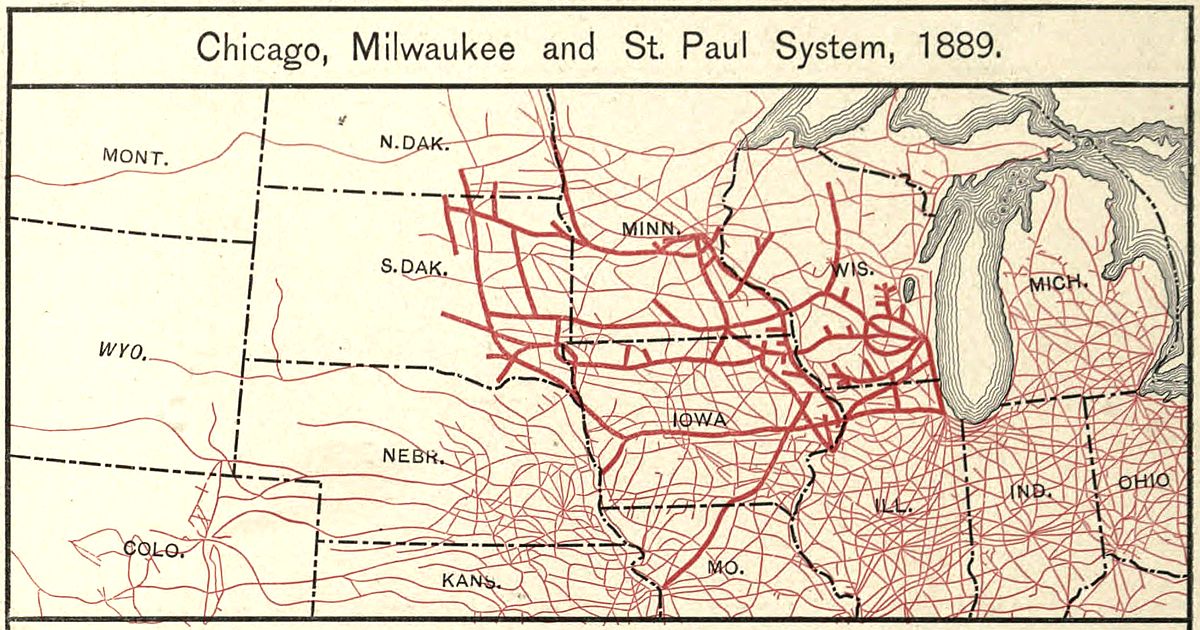 Chicago, Milwaukee and St. Paul System, 1889.
MONT.
N.DAK.
MINN.
S.DAK.
WIS.
MICH.
WYO.
IOWA
NEBR.
ILL.
IND.
OHIO
COLO.
KANS.
MO.